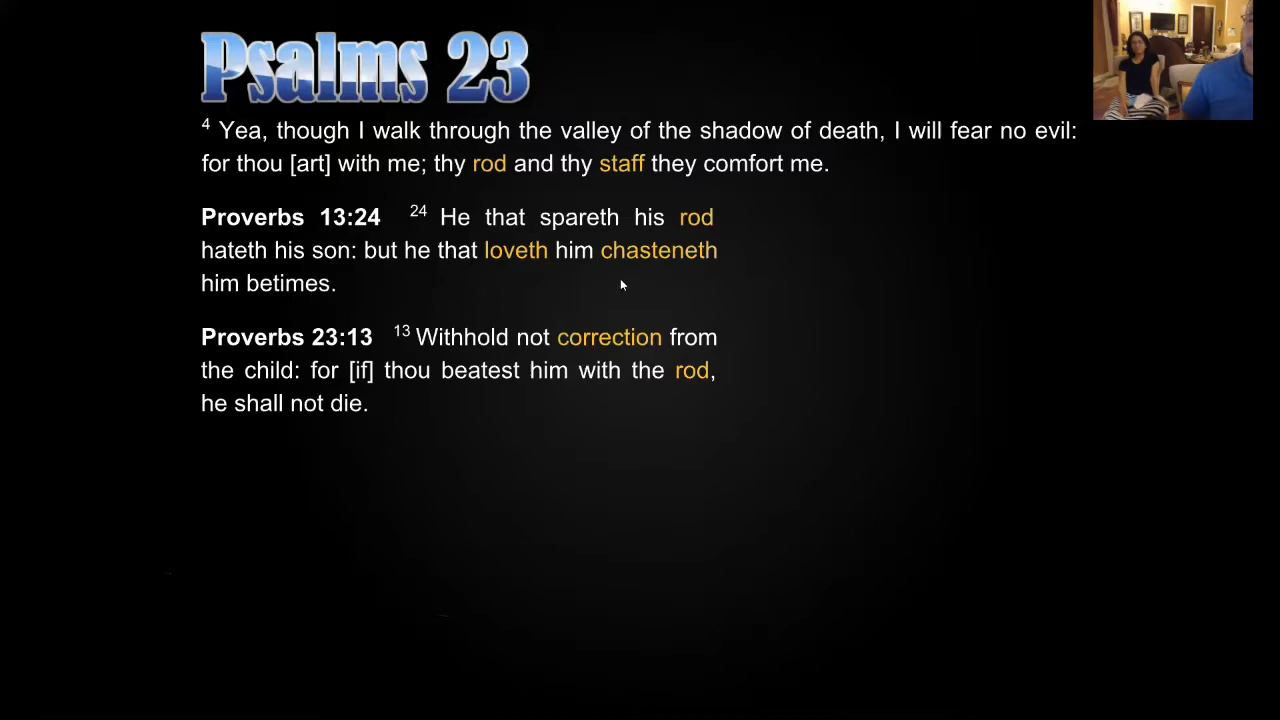 Psalms 23
4 Yea, though I walk through the valley of the shadow of death, I will fear no evil:
for thou [art] with me; thy rod and thy staff they comfort me.
Proverbs 13:24 24 He that spareth his rod
hateth his son: but he that loveth him chasteneth
him betimes.
Proverbs 23:13 13 Withhold not correction from
the child: for [if] thou beatest him with the rod,
he shall not die.